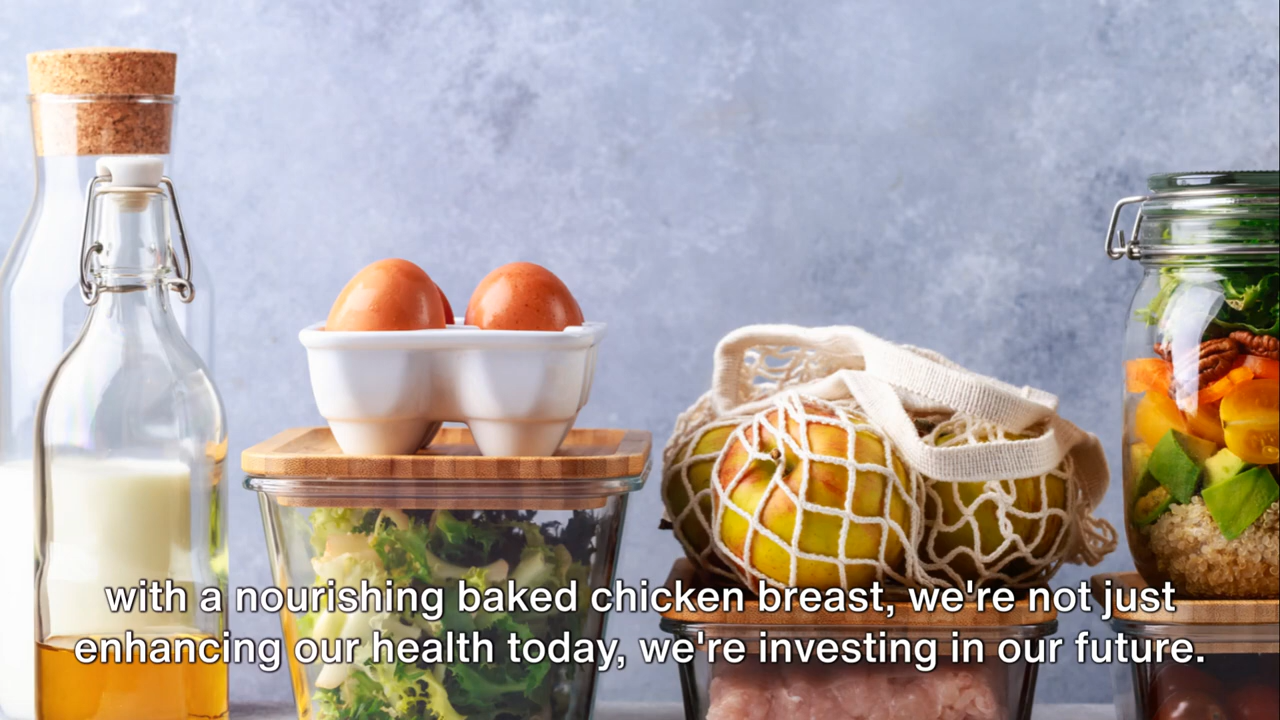 with a nourishing baked chicken breast, we're not just
enhancing our health today, we're investing in our future.